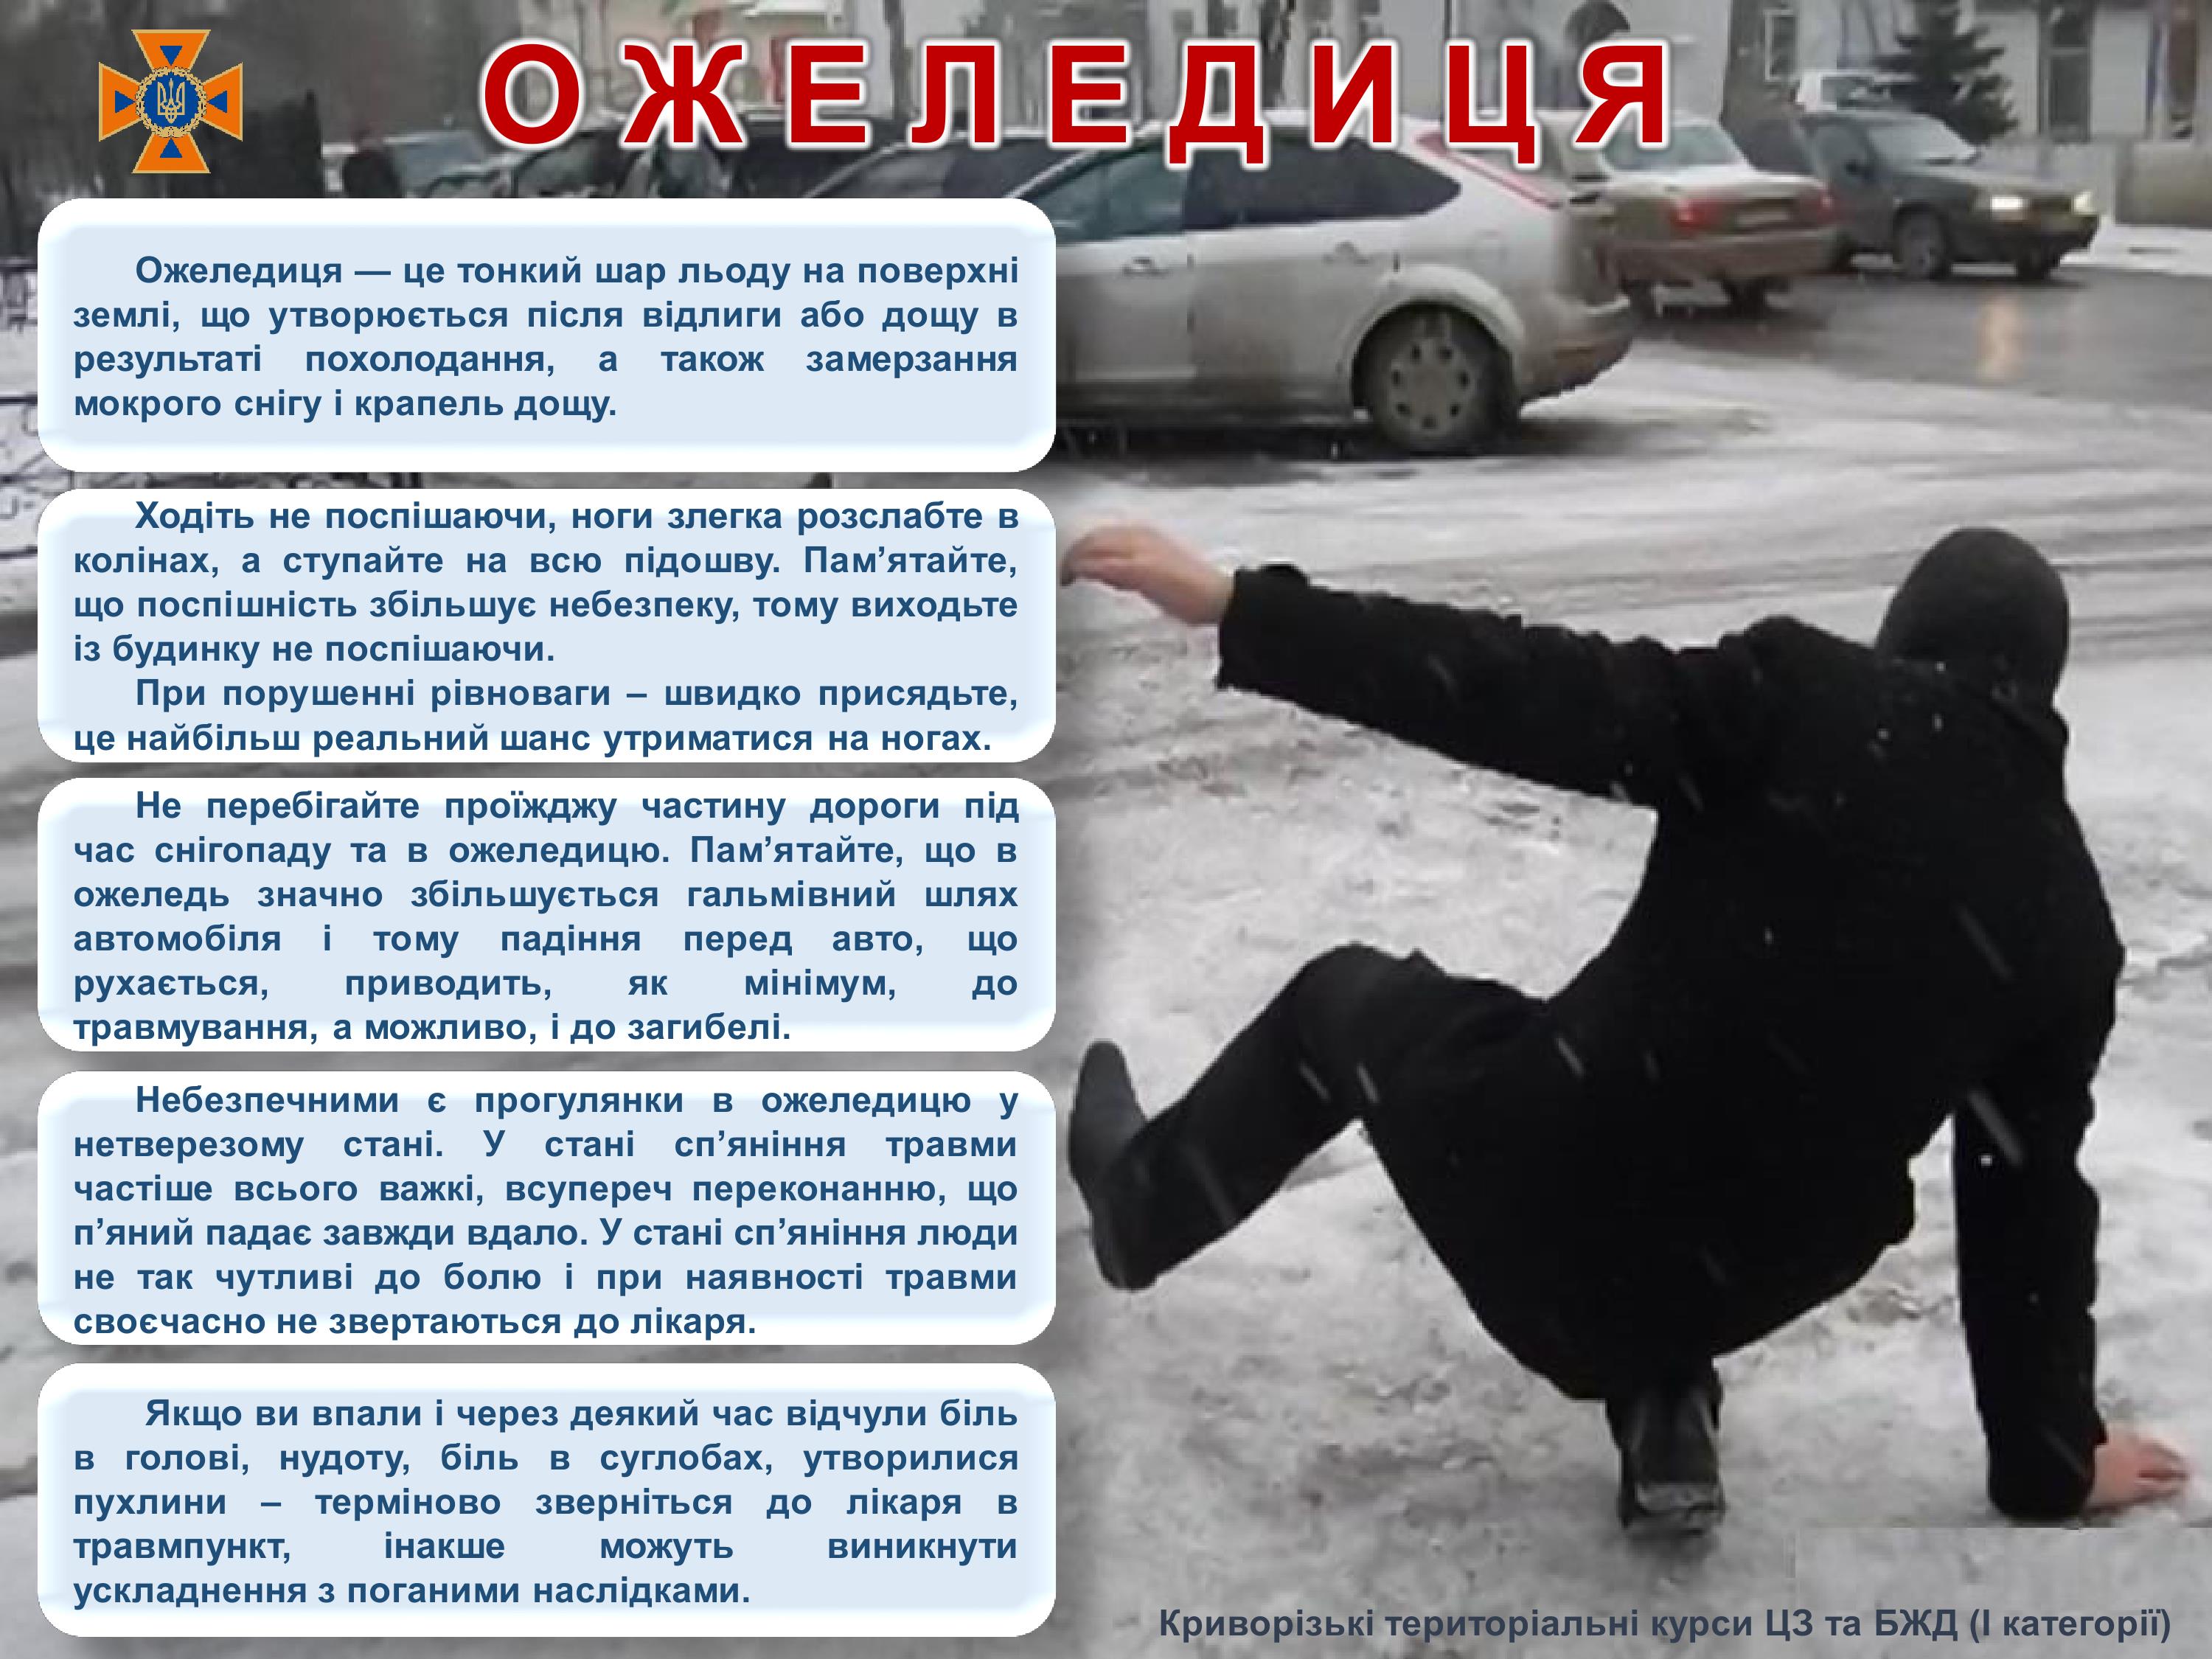 ОЖЕЛЕДИЦЯ
Ожеледиця — це тонкий шар льоду на поверхні
землі, що утворюється після відлиги або дощу в
результаті похолодання, а також замерзання
мокрого снігу і крапель дощу.
Ходіть не поспішаючи, ноги злегка розслабте в
колінах, а ступайте на всю підошву. Пам’ятайте,
що поспішність збільшує небезпеку, тому виходьте
із будинку не поспішаючи.
При порушенні рівноваги – швидко присядьте,
це найбільш реальний шанс утриматися на ногах.
Не перебігайте проїжджу частину дороги під
час снігопаду та в ожеледицю. Пам’ятайте, що в
ожеледь значно збільшується гальмівний шлях
автомобіля і тому падіння перед авто, що
рухається, приводить, як мінімум, до
травмування, а можливо, і до загибелі.
Небезпечними є прогулянки в ожеледицю у
нетверезому стані. У стані сп’яніння травми
частіше всього важкі, всупереч переконанню, що
п’яний падає завжди вдало. У стані сп’яніння люди
не так чутливі до болю і при наявності травми
своєчасно не звертаються до лікаря.
Якщо ви впали і через деякий час відчули біль
в голові, нудоту, біль в суглобах, утворилися
пухлини – терміново зверніться до лікаря в
травмпункт, інакше можуть виникнути
ускладнення з поганими наслідками.
Криворізькі територіальні курси ЦЗ та БЖД (І категорії)